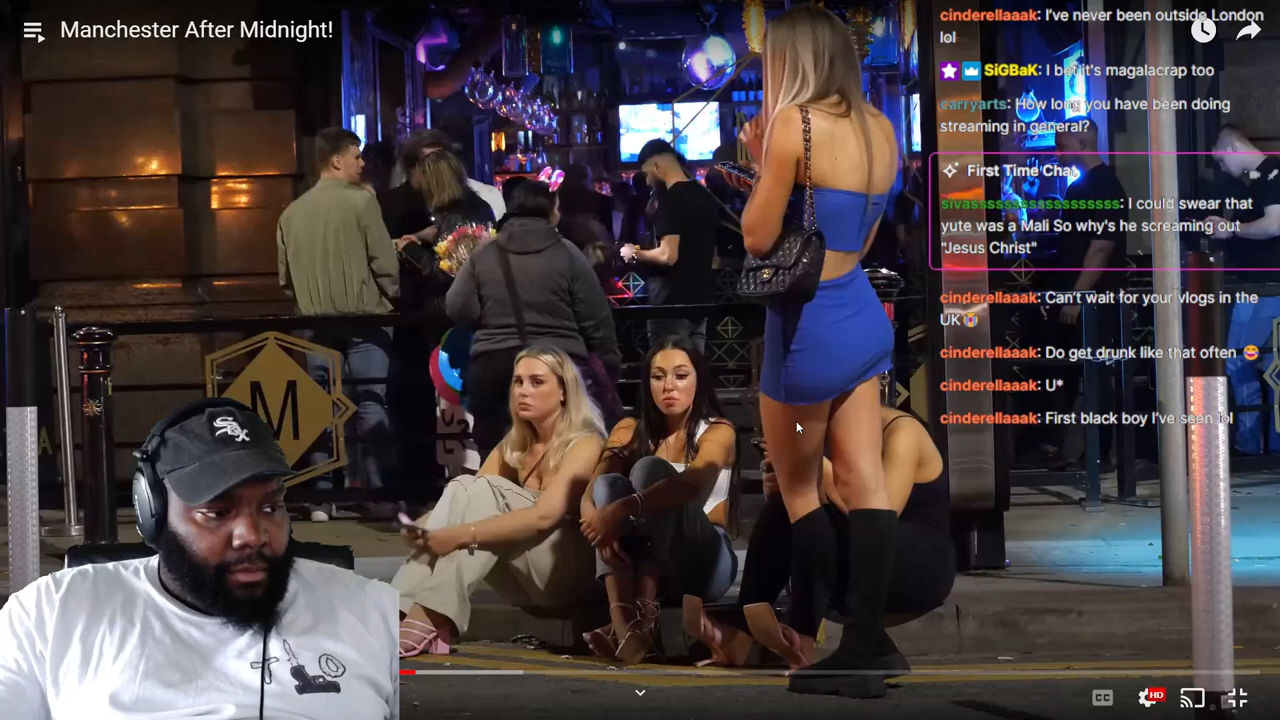 Manchester After Midnight!
cinderellaaak: I've never been outside London
lol
SiGBaK: I bet it's magalacrap too
carryarts: How long you have been doing
streaming in general?
First Time Chat
sivasssssssssssssssssss: I could swear that
yute was a Mali So why's he screaming out
"Jesus Christ"
cinderellaaak: Can't wait for your vlogs in the
UK😭
cinderellaaak: Do get drunk like that often 😄
cinderellaaak: U*
cinderellaaak: First black boy I've seen lol
M
Sox
CC
HD